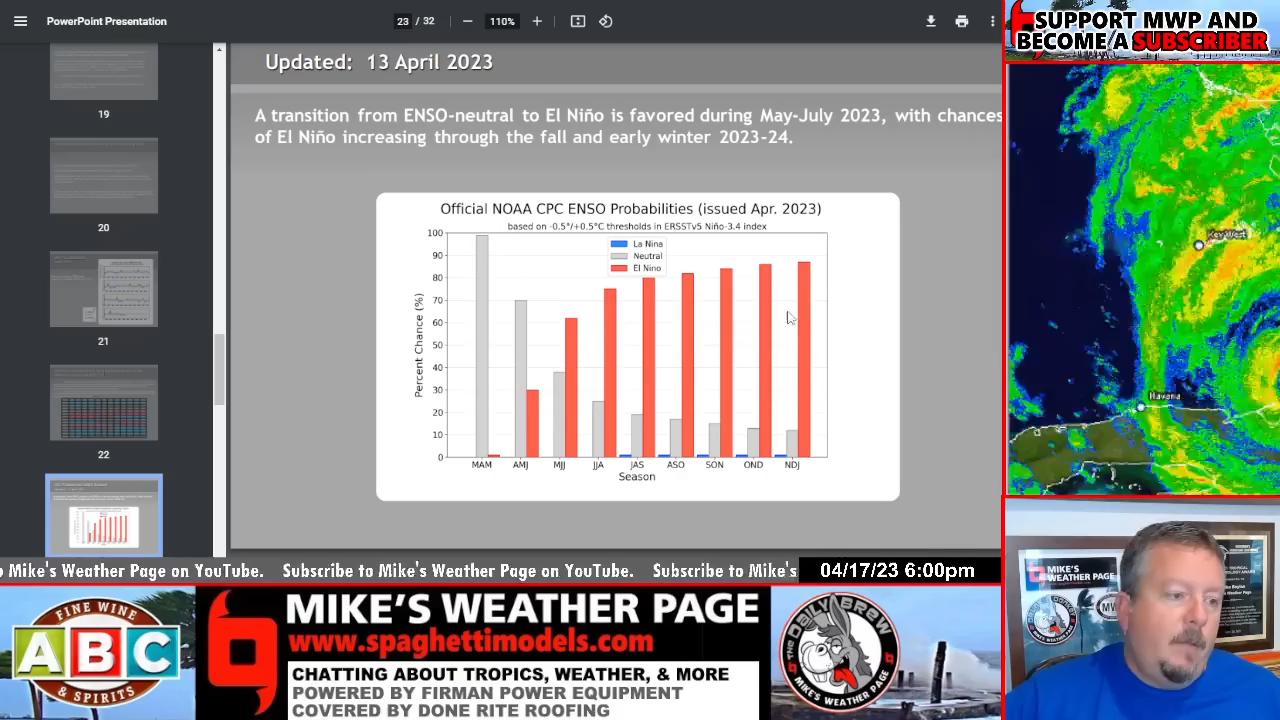 PowerPoint Presentation
23 / 32
110%
19
20
21
22
Updated: 13 April 2023
A transition from ENSO-neutral to El Niño is favored during May-July 2023, with chances
of El Niño increasing through the fall and early winter 2023-24.
Official NOAA CPC ENSO Probabilities (issued Apr. 2023)
based on -0.5°/+0.5°C thresholds in ERSSTv5 Niño-3.4 index
La Nina
Neutral
El Nino
Percent Chance (%)
100
90
80
70
60
50
40
30
20
10
0
MAM AMJ MJJ JJA JAS ASO SON OND NDJ
Season
SUPPORT MWP AND
BECOME A SUBSCRIBER
Key West
Havana
Mike's Weather Page on YouTube. Subscribe to Mike's Weather Page on YouTube. Subscribe to Mike's
04/17/23 6:00pm
FINE WINE
ABC
& SPIRITS
MIKE'S WEATHER PAGE
www.spaghettimodels.com
CHATTING ABOUT TROPICS, WEATHER, & MORE
POWERED BY FIRMAN POWER EQUIPMENT
COVERED BY DONE RITE ROOFING
THE DAILY BREW
MIKE'S WEATHER PAGE
MIKE'S
WEATHER PAGE